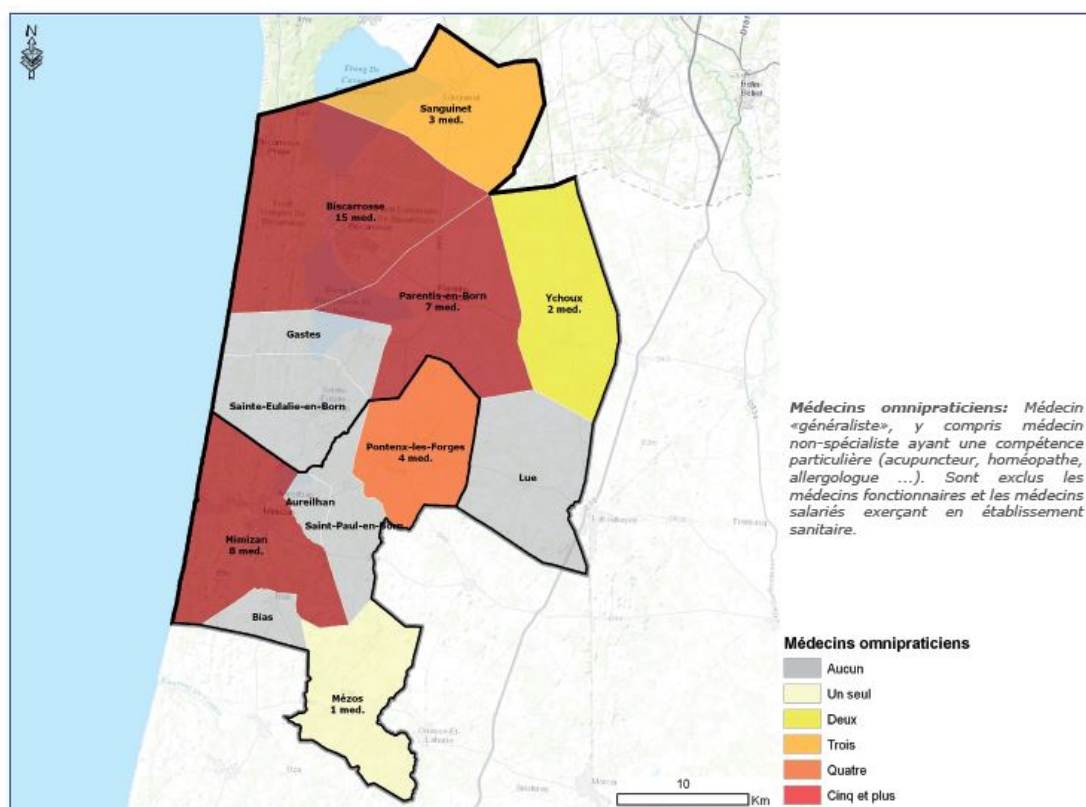 N
Sanguinet
3 med.
Biscarrosse
15 med.
Parentis-en-Born
7 med.
Ychoux
2 med.
Gastes
Sainte-Eulalie-en-Born
Pontenx-les-Forges
4 med.
Lue
Aureilhan
Saint-Paul-en-Born
Mimizan
8 med.
Bias
Mézos
1 med.
Médecins omnipraticiens: Médecin
«généraliste», y compris médecin
non-spécialiste ayant une compétence
particulière (acupuncteur, homéopathe,
allergologue ...). Sont exclus les
médecins fonctionnaires et les médecins
salariés exerçant en établissement
sanitaire.
Médecins omnipraticiens
Aucun
Un seul
Deux
Trois
Quatre
Cinq et plus
10
Km